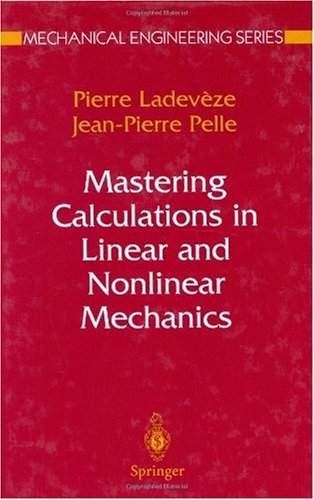 MECHANICAL ENGINEERING SERIES
Pierre Ladevèze
Jean-Pierre Pelle
Mastering
Calculations in
Linear and
Nonlinear
Mechanics
Springer